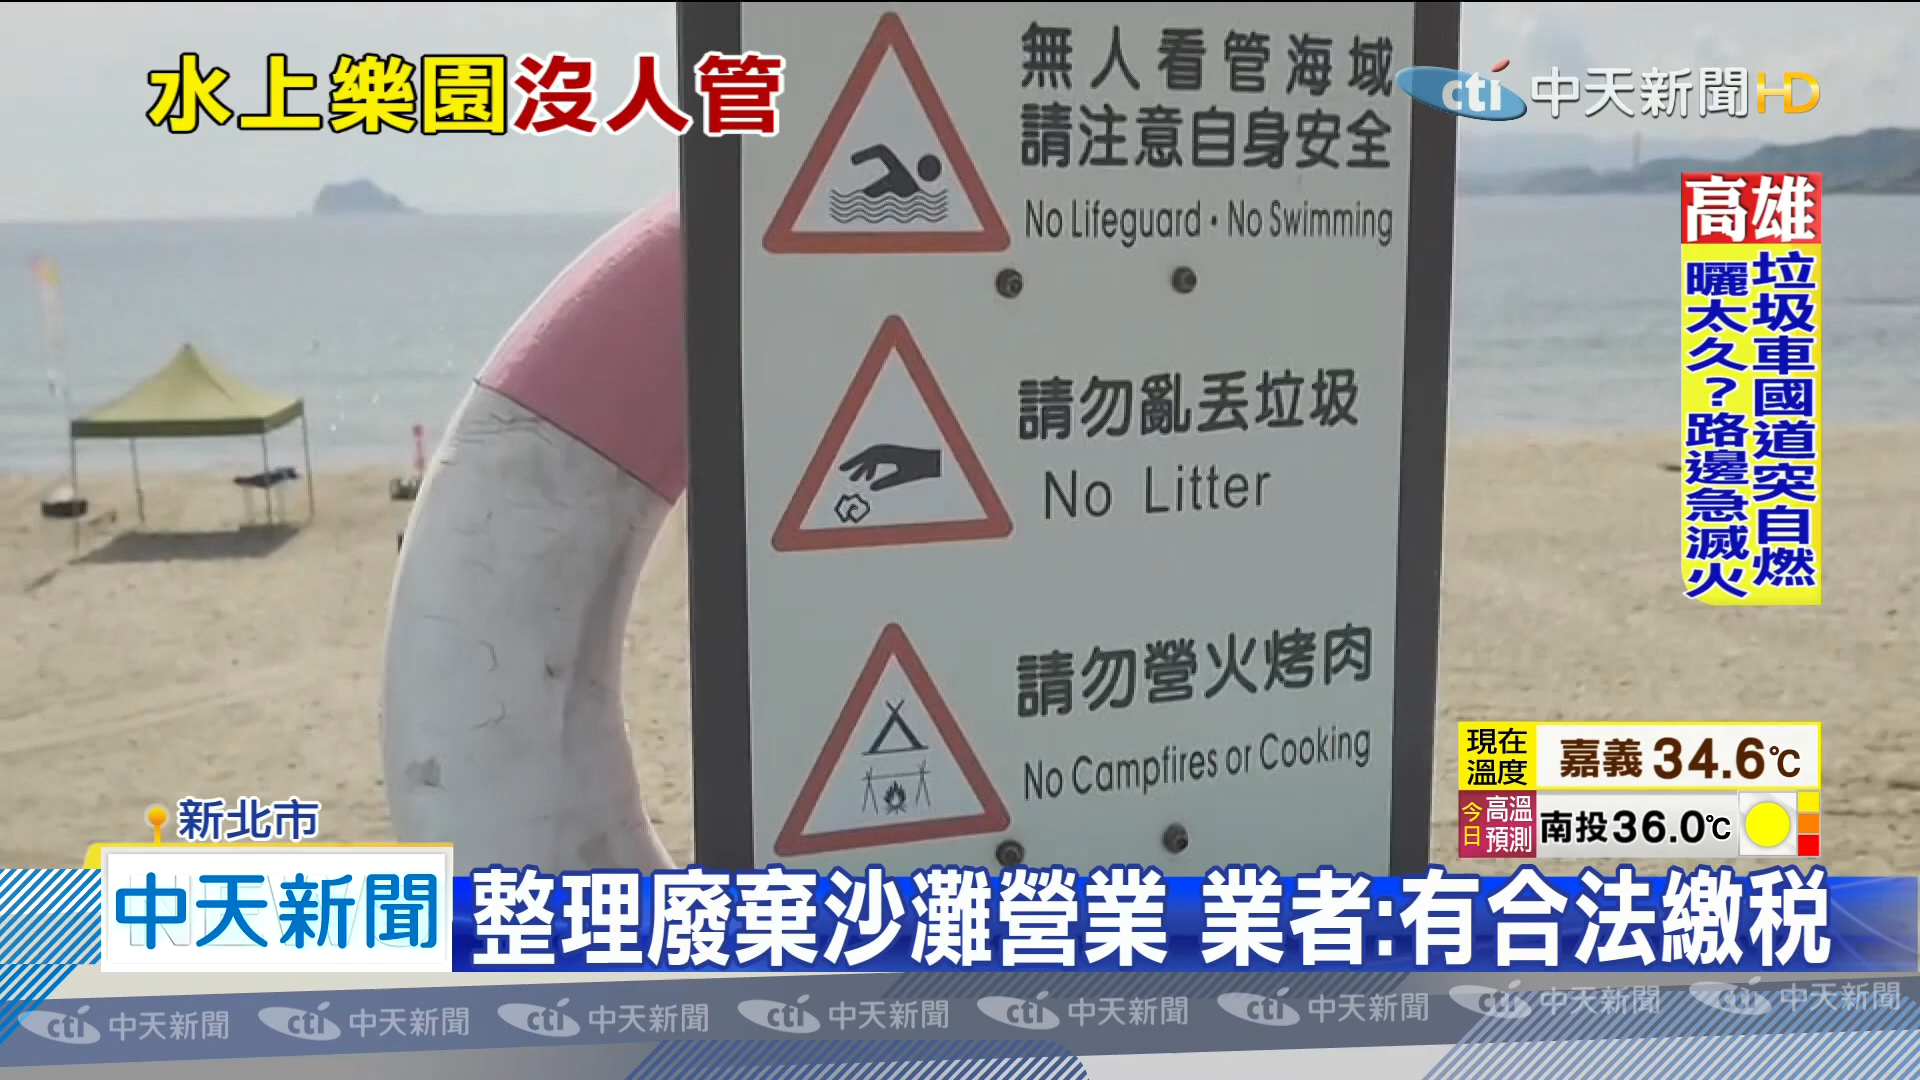 水上樂園沒人管
cti 中天新聞HD
無人看管海域
請注意自身安全
No Lifeguard・No Swimming
請勿亂丟垃圾
No Litter
請勿營火烤肉
No Campfires or Cooking
高雄
垃圾車國道突自燃
曬太久?路邊急滅火
現在溫度
嘉義 34.6℃
今日高溫預測
南投36.0℃
新北市
中天新聞
整理廢棄沙灘營業 業者:有合法繳稅
cti 中天新聞 cti 中天新聞 cti 中天新聞 cti 中天新聞 cti 中天新聞 cti 中天新聞 cti 中天新聞 cti 中天新聞